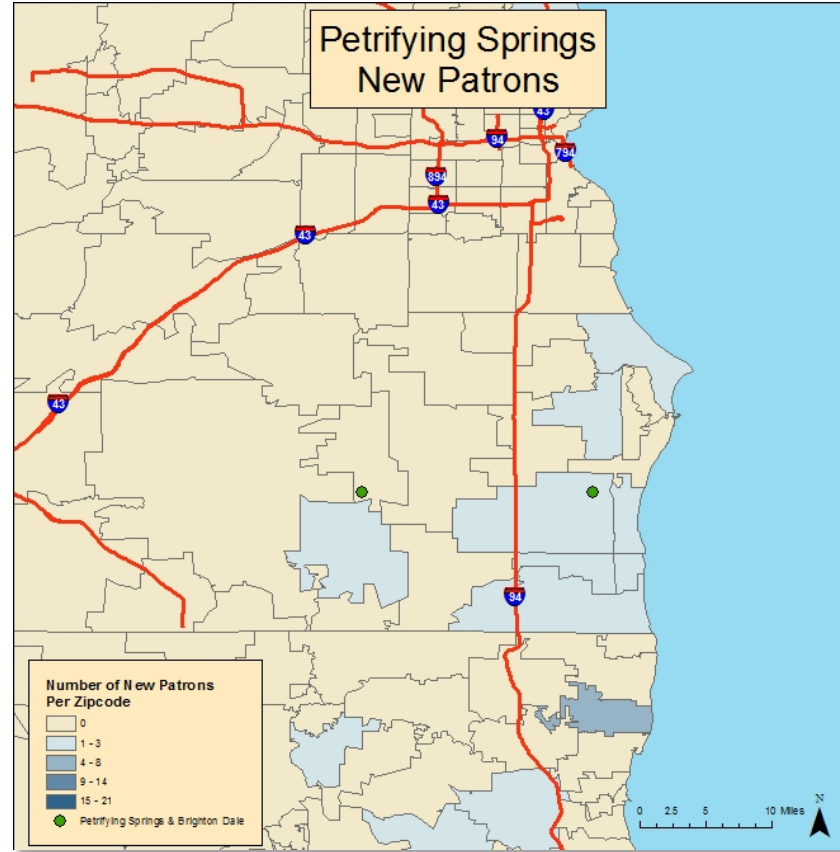 Petrifying Springs
New Patrons
43
94
794
894
43
43
43
94
Number of New Patrons
Per Zipcode
0
1 - 3
4 - 8
9 - 14
15 - 21
Petrifying Springs & Brighton Dale
0 2.5 5 10 Miles
N